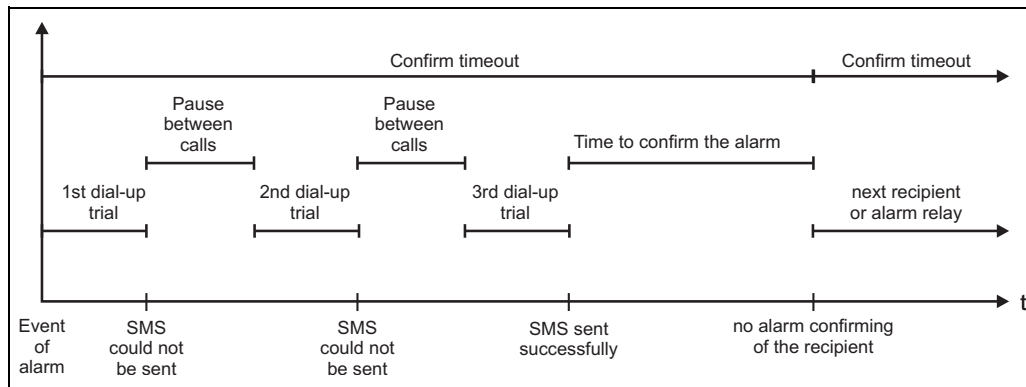 Confirm timeout
Confirm timeout
Pause
between
calls
Pause
between
calls
Time to confirm the alarm
1st dial-up
trial
2nd dial-up
trial
3rd dial-up
trial
next recipient
or alarm relay
t
Event
of
alarm
SMS
could not
be sent
SMS
could not
be sent
SMS sent
successfully
no alarm confirming
of the recipient